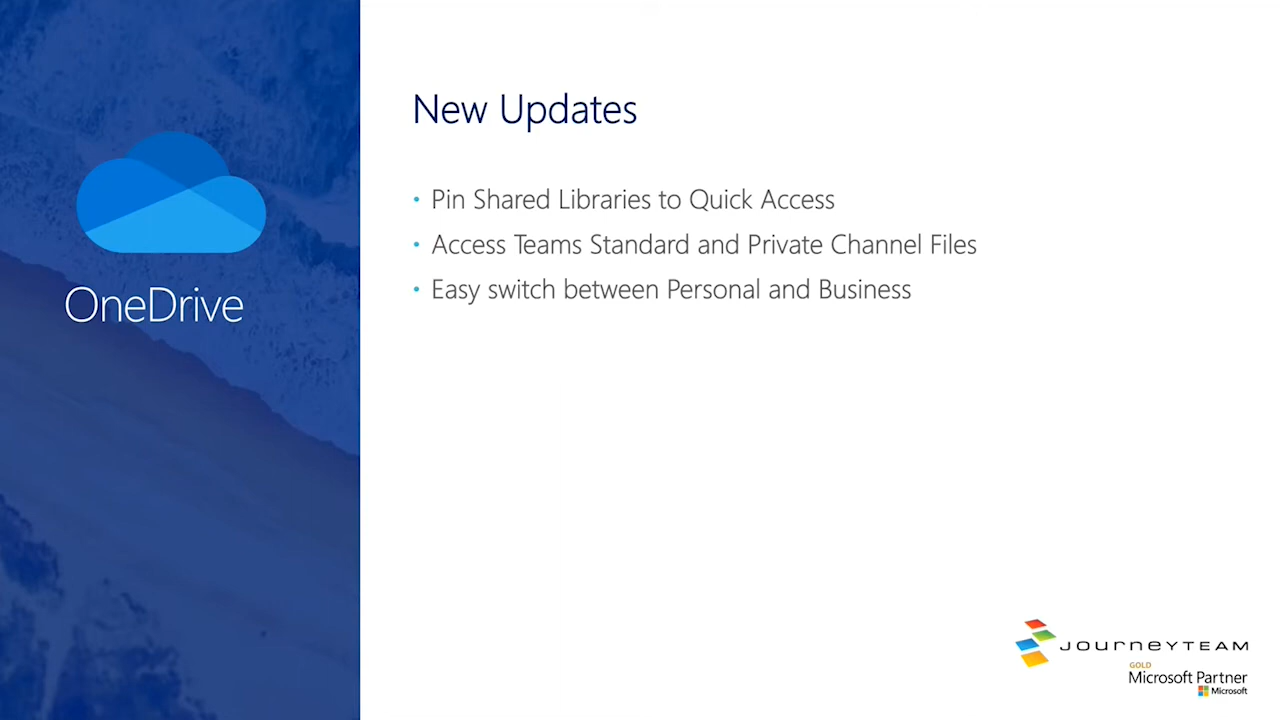 OneDrive
New Updates
• Pin Shared Libraries to Quick Access
• Access Teams Standard and Private Channel Files
• Easy switch between Personal and Business
JOURNEYTEAM
GOLD
Microsoft Partner
Microsoft